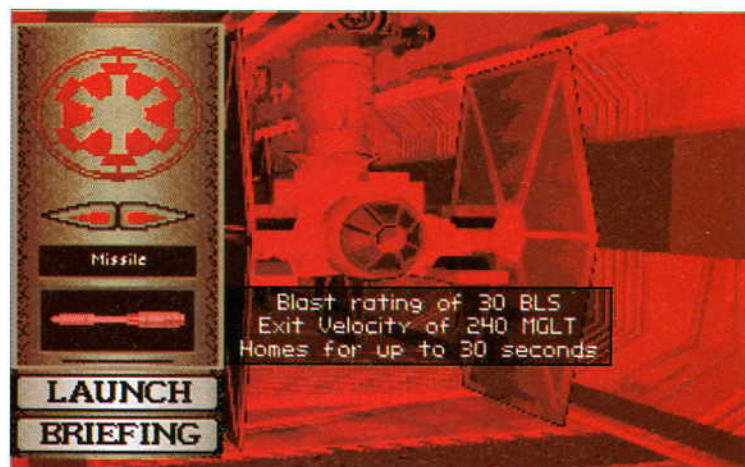 Missile
Blast rating of 30 BLS
Exit Velocity of 240 MGLT
Homes for up to 30 seconds
LAUNCH
BRIEFING